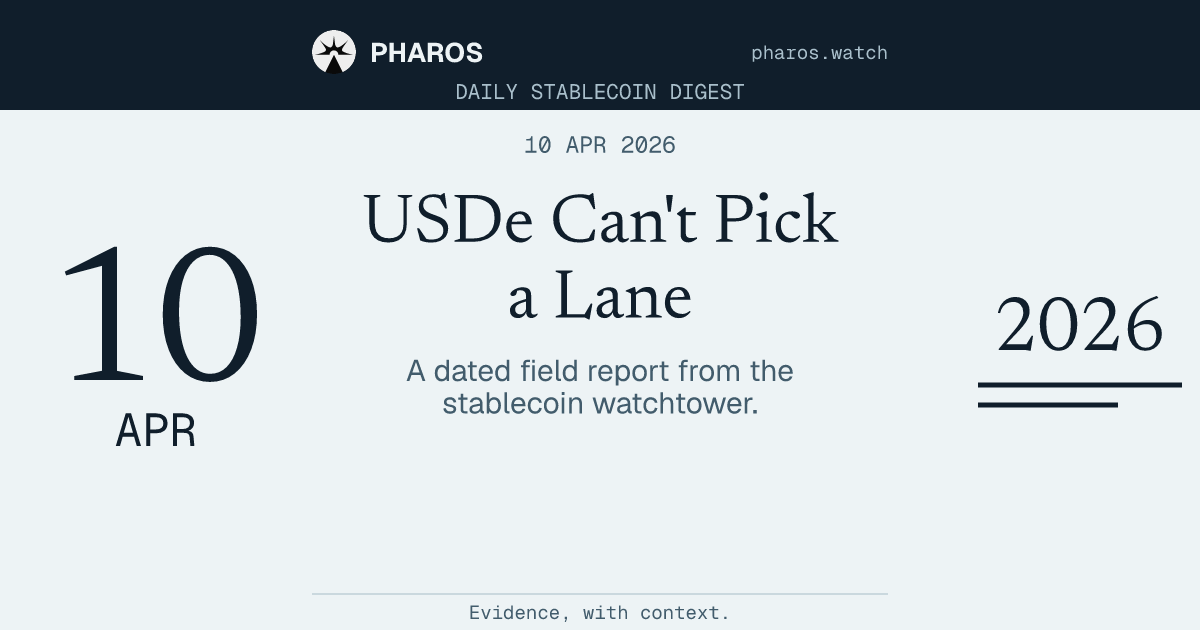 PHAROS
pharos.watch
DAILY STABLECOIN DIGEST
10 APR 2026
USDe Can't Pick
a Lane
A dated field report from the
stablecoin watchtower.
10
APR
2026
Evidence, with context.